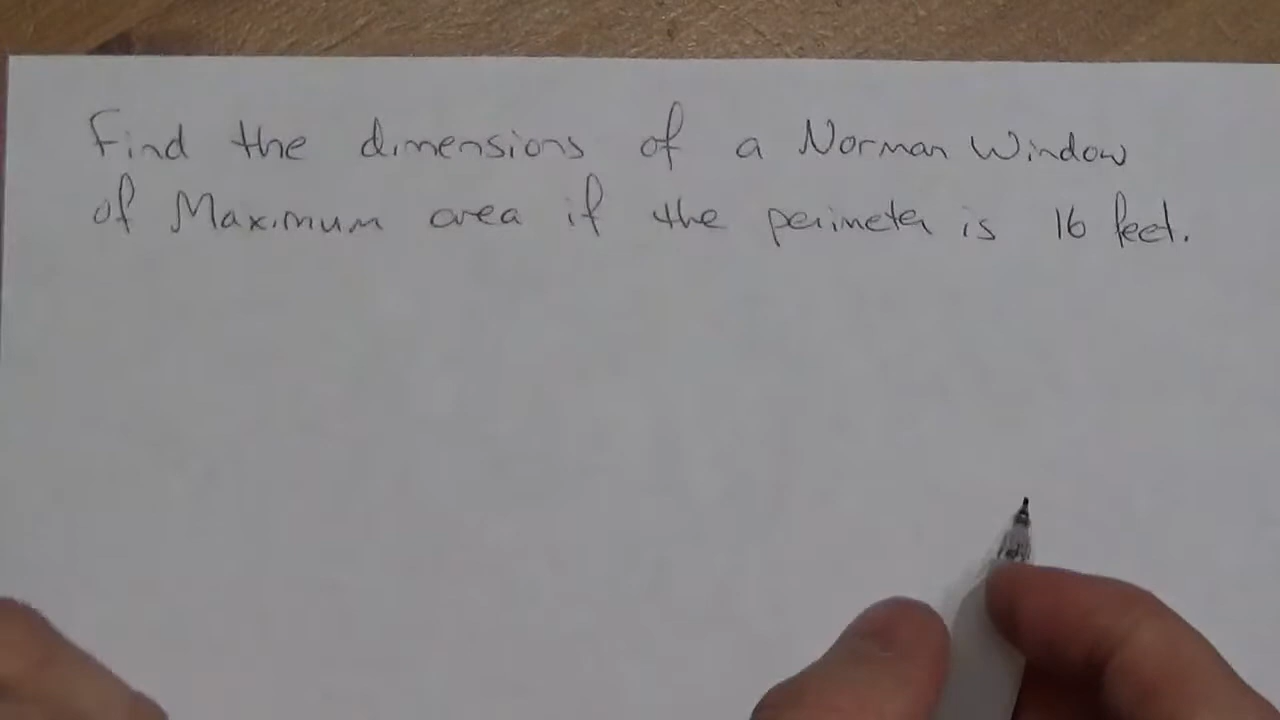 Find the dimensions of a Norman Window
of Maximum area if the perimeter is 16 feet.